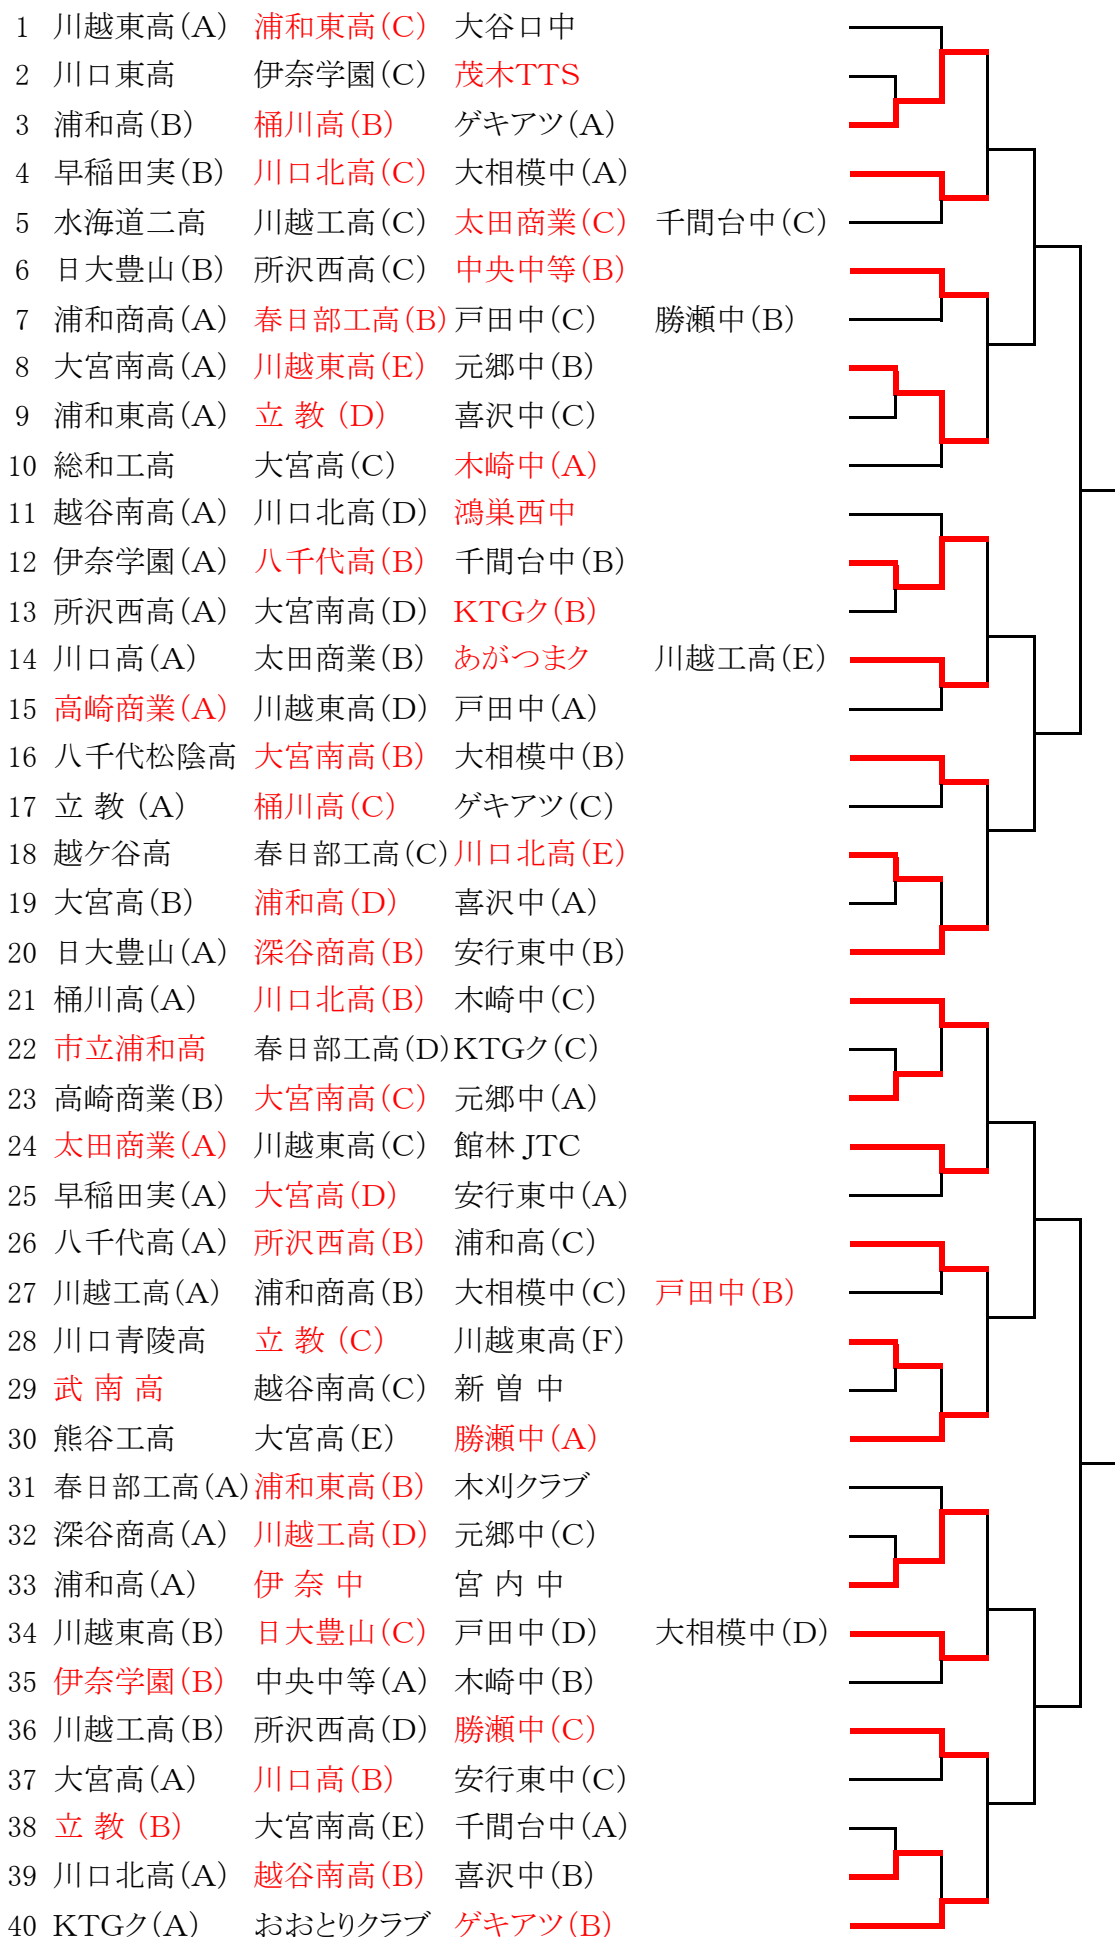 1 川越東高(A) 浦和東高(C) 大谷口中
2 川口東高 伊奈学園(C) 茂木TTS
3 浦和高(B) 桶川高(B) ゲキアツ(A)
4 早稲田実(B) 川口北高(C) 大相模中(A)
5 水海道二高 川越工高(C) 太田商業(C) 千間台中(C)
6 日大豊山(B) 所沢西高(C) 中央中等(B)
7 浦和商高(A) 春日部工高(B) 戸田中(C) 勝瀬中(B)
8 大宮南高(A) 川越東高(E) 元郷中(B)
9 浦和東高(A) 立 教 (D) 喜沢中(C)
10 総和工高 大宮高(C) 木崎中(A)
11 越谷南高(A) 川口北高(D) 鴻巣西中
12 伊奈学園(A) 八千代高(B) 千間台中(B)
13 所沢西高(A) 大宮南高(D) KTGク(B)
14 川口高(A) 太田商業(B) あがつまク 川越工高(E)
15 高崎商業(A) 川越東高(D) 戸田中(A)
16 八千代松陰高 大宮南高(B) 大相模中(B)
17 立 教 (A) 桶川高(C) ゲキアツ(C)
18 越ケ谷高 春日部工高(C) 川口北高(E)
19 大宮高(B) 浦和高(D) 喜沢中(A)
20 日大豊山(A) 深谷商高(B) 安行東中(B)
21 桶川高(A) 川口北高(B) 木崎中(C)
22 市立浦和高 春日部工高(D) KTGク(C)
23 高崎商業(B) 大宮南高(C) 元郷中(A)
24 太田商業(A) 川越東高(C) 館林 JTC
25 早稲田実(A) 大宮高(D) 安行東中(A)
26 八千代高(A) 所沢西高(B) 浦和高(C)
27 川越工高(A) 浦和商高(B) 大相模中(C) 戸田中(B)
28 川口青陵高 立 教 (C) 川越東高(F)
29 武 南 高 越谷南高(C) 新 曽 中
30 熊谷工高 大宮高(E) 勝瀬中(A)
31 春日部工高(A) 浦和東高(B) 木刈クラブ
32 深谷商高(A) 川越工高(D) 元郷中(C)
33 浦和高(A) 伊 奈 中 宮 内 中
34 川越東高(B) 日大豊山(C) 戸田中(D) 大相模中(D)
35 伊奈学園(B) 中央中等(A) 木崎中(B)
36 川越工高(B) 所沢西高(D) 勝瀬中(C)
37 大宮高(A) 川口高(B) 安行東中(C)
38 立 教 (B) 大宮南高(E) 千間台中(A)
39 川口北高(A) 越谷南高(B) 喜沢中(B)
40 KTGク(A) おおとりクラブ ゲキアツ(B)